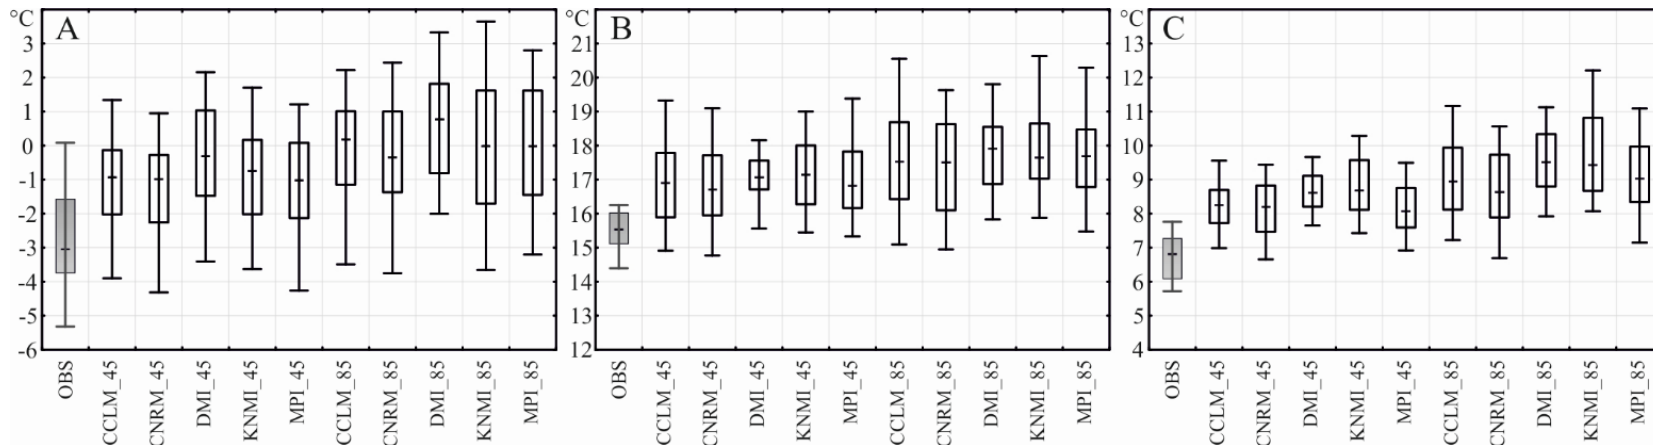 °C
A
3
2
1
0
-1
-2
-3
-4
-5
-6
OBS
CCLM_45
CNRM_45
DMI_45
KNMI_45
MPI_45
CCLM_85
CNRM_85
DMI_85
KNMI_85
MPI_85
°C
B
21
20
19
18
17
16
15
14
13
12
OBS
CCLM_45
CNRM_45
DMI_45
KNMI_45
MPI_45
CCLM_85
CNRM_85
DMI_85
KNMI_85
MPI_85
°C
C
13
12
11
10
9
8
7
6
5
4
OBS
CCLM_45
CNRM_45
DMI_45
KNMI_45
MPI_45
CCLM_85
CNRM_85
DMI_85
KNMI_85
MPI_85